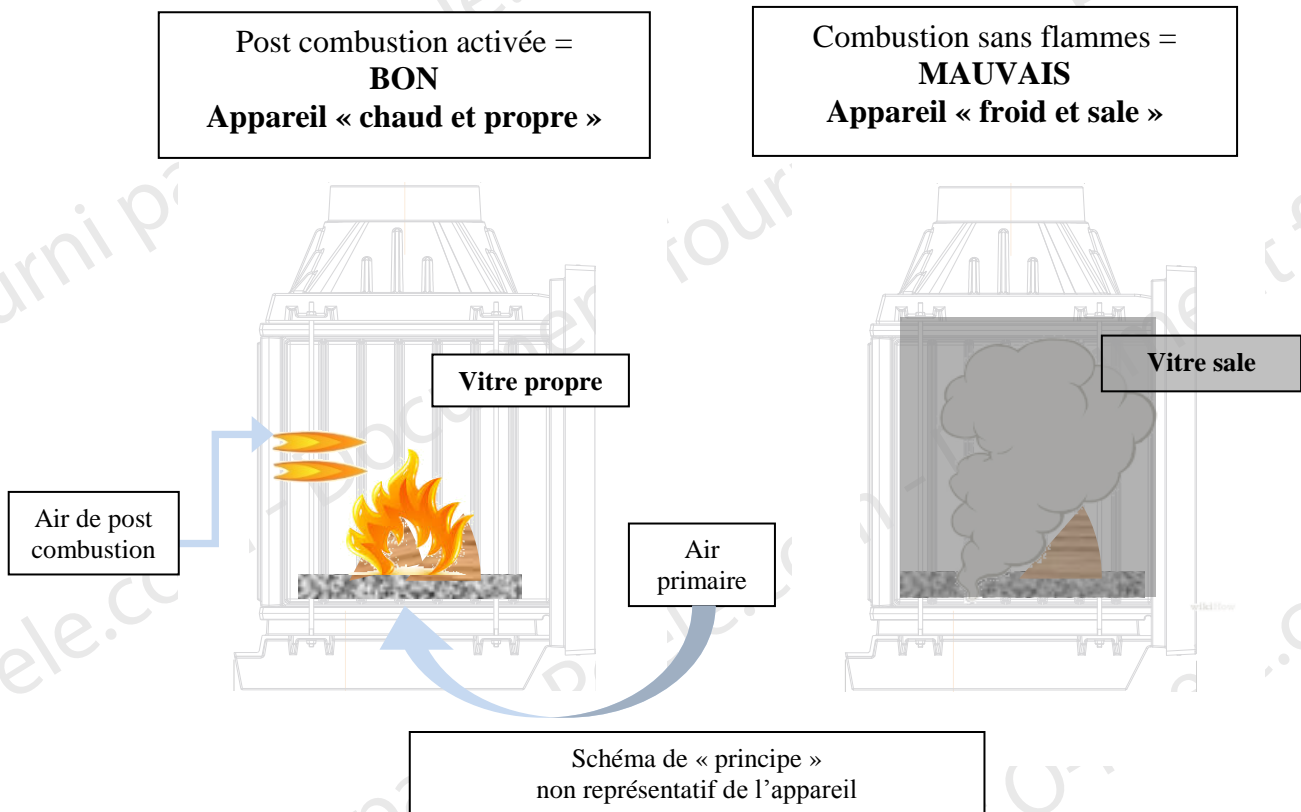 Post combustion activée =
BON
Appareil « chaud et propre »
Combustion sans flammes =
MAUVAIS
Appareil « froid et sale »
Vitre propre
Vitre sale
Air de post
combustion
Air
primaire
Schéma de « principe »
non représentatif de l’appareil